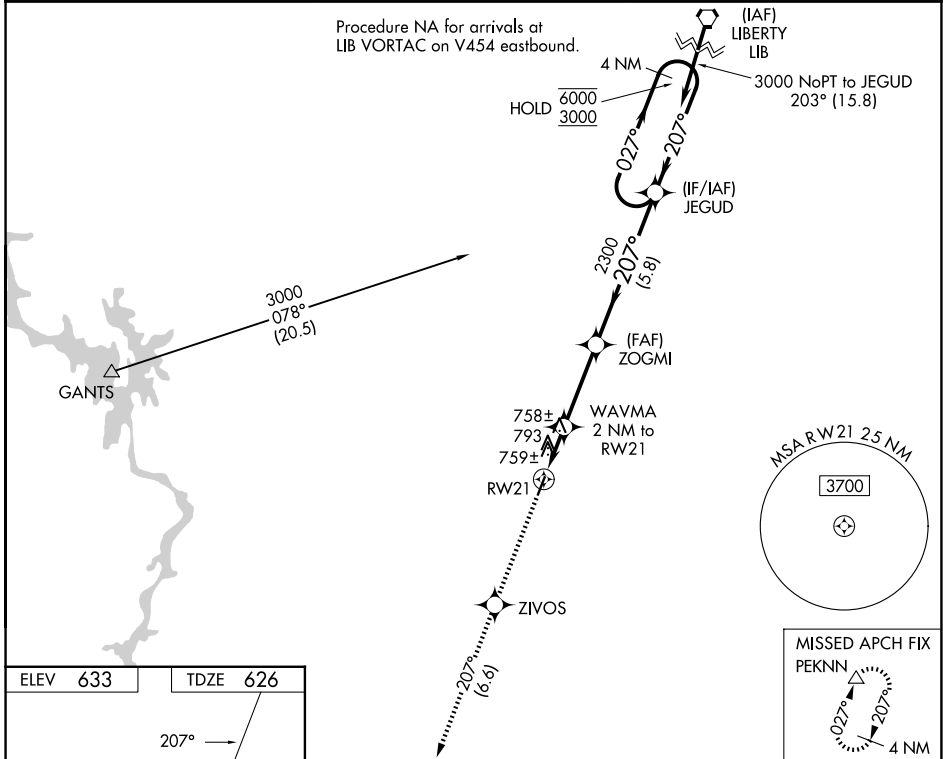 Procedure NA for arrivals at
LIB VORTAC on V454 eastbound.
(IAF)
LIBERTY
LIB
4 NM
HOLD
6000
3000
3000 NoPT to JEGUD
203° (15.8)
027°
207°
(IF/IAF)
JEGUD
2300
207°
(5.8)
3000
078°
(20.5)
GANTS
(FAF)
ZOGMI
758±
793
759±
WAVMA
2 NM to
RW21
RW21
MSA RW21 25 NM
3700
ZIVOS
207°
(6.6)
MISSED APCH FIX
PEKNN
027°
207°
4 NM
ELEV 633
TDZE 626
207°